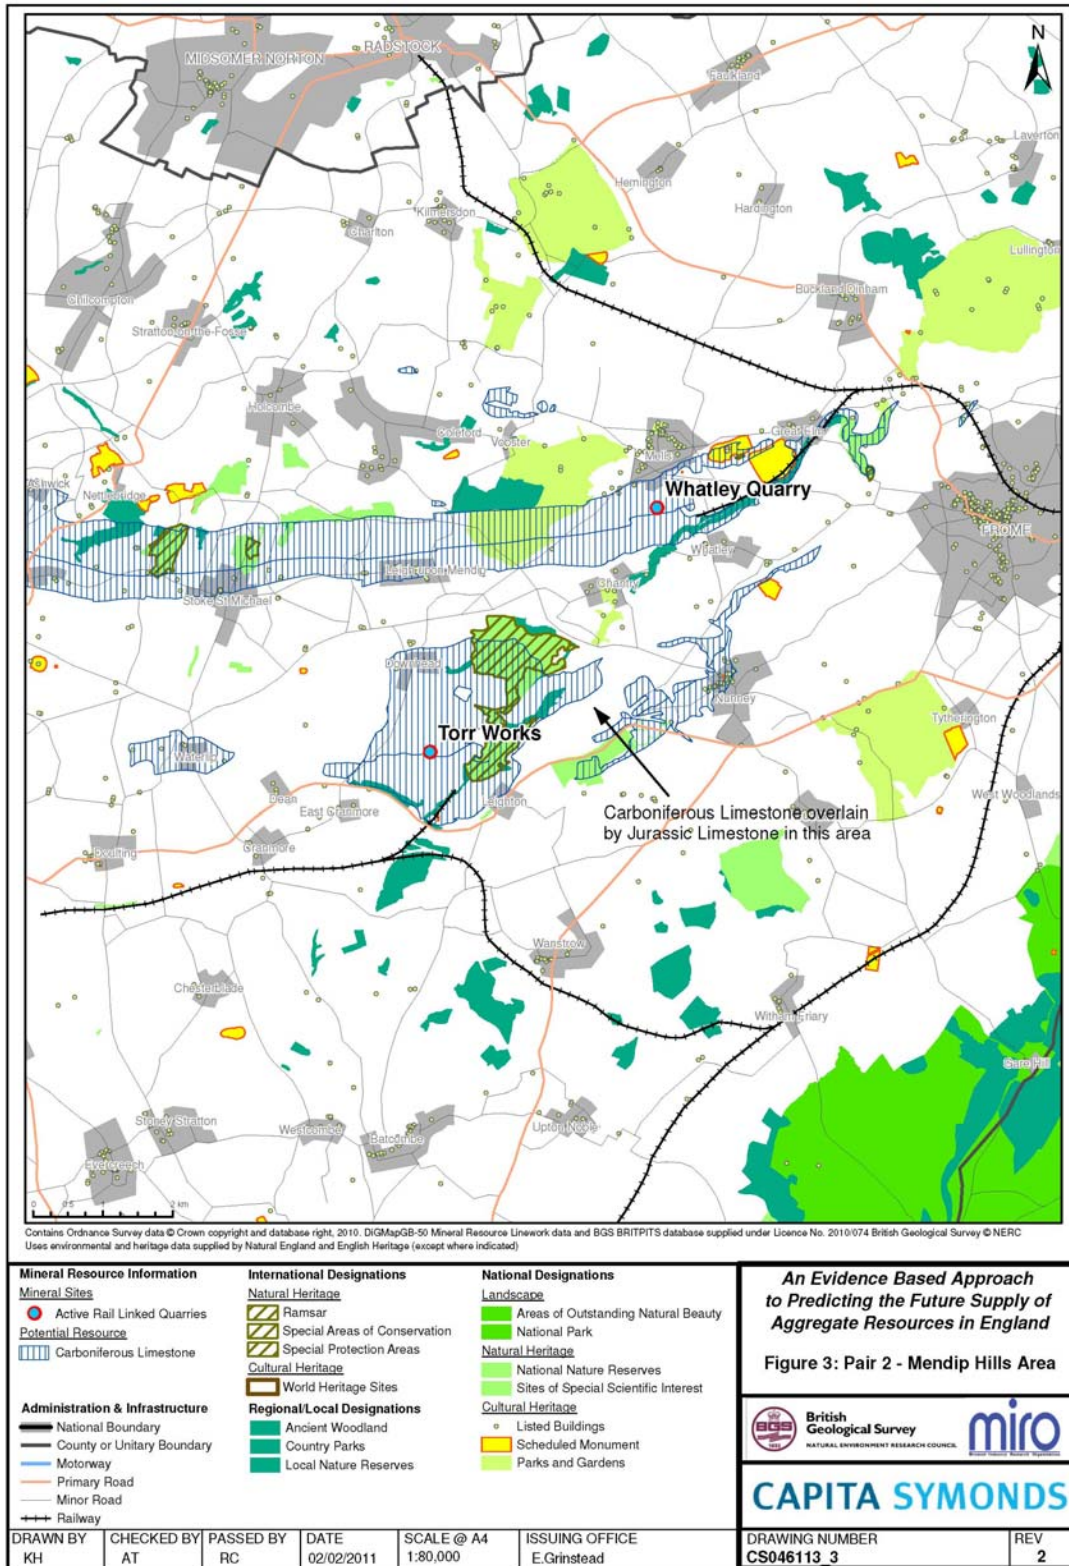 N
MIDSOMER NORTON
RADSTOCK
Faulkland
Laverton
Hemington
Hardington
Kilmersdon
Charlton
Lullington
Buckland Dinham
Chilcompton
Stratton-on-the-Fosse
Holcombe
Coleford
Vobster
Mells
Great Elm
Ashwick
Nettlebridge
Whatley Quarry
FROME
Whatley
Leigh upon Mendip
Chantry
Stoke St Michael
Downhead
Nunney
Torr Works
Tytherington
Waterlip
Dean
East Cranmore
Leighton
West Woodlands
Carboniferous Limestone overlain
by Jurassic Limestone in this area
Doulting
Cranmore
Wanstrow
Chesterblade
Witham Friary
Gare Hill
Stoney Stratton
Westcombe
Batcombe
Upton Noble
Evercreech
0 0.5 1 2 km
Contains Ordnance Survey data © Crown copyright and database right, 2010. DiGMapGB-50 Mineral Resource Linework data and BGS BRITPITS database supplied under Licence No. 2010/074 British Geological Survey © NERC
Uses environmental and heritage data supplied by Natural England and English Heritage (except where indicated)
Mineral Resource Information
Mineral Sites
Active Rail Linked Quarries
Potential Resource
Carboniferous Limestone
Administration & Infrastructure
National Boundary
County or Unitary Boundary
Motorway
Primary Road
Minor Road
Railway
International Designations
Natural Heritage
Ramsar
Special Areas of Conservation
Special Protection Areas
Cultural Heritage
World Heritage Sites
Regional/Local Designations
Ancient Woodland
Country Parks
Local Nature Reserves
National Designations
Landscape
Areas of Outstanding Natural Beauty
National Park
Natural Heritage
National Nature Reserves
Sites of Special Scientific Interest
Cultural Heritage
Listed Buildings
Scheduled Monument
Parks and Gardens
An Evidence Based Approach
to Predicting the Future Supply of
Aggregate Resources in England
Figure 3: Pair 2 - Mendip Hills Area
BGS
British
Geological Survey
NATURAL ENVIRONMENT RESEARCH COUNCIL
miro
CAPITA SYMONDS
DRAWN BY
KH
CHECKED BY
AT
PASSED BY
RC
DATE
02/02/2011
SCALE @ A4
1:80,000
ISSUING OFFICE
E.Grinstead
DRAWING NUMBER
CS046113_3
REV
2